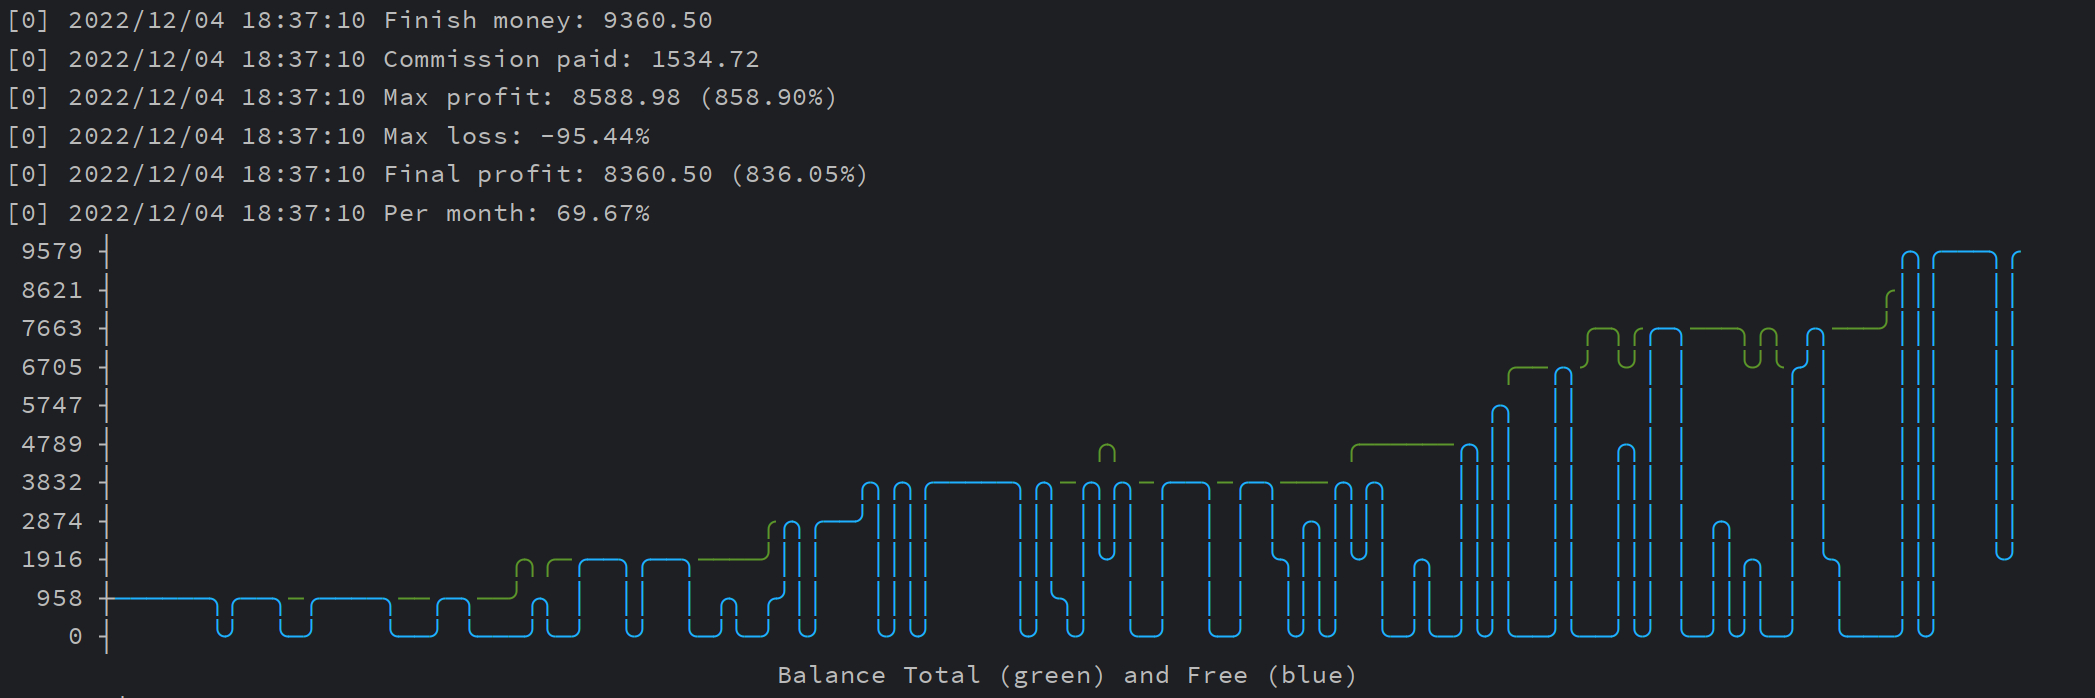 [0] 2022/12/04 18:37:10 Finish money: 9360.50
[0] 2022/12/04 18:37:10 Commission paid: 1534.72
[0] 2022/12/04 18:37:10 Max profit: 8588.98 (858.90%)
[0] 2022/12/04 18:37:10 Max loss: -95.44%
[0] 2022/12/04 18:37:10 Final profit: 8360.50 (836.05%)
[0] 2022/12/04 18:37:10 Per month: 69.67%
9579
8621
7663
6705
5747
4789
3832
2874
1916
958
0
Balance Total (green) and Free (blue)